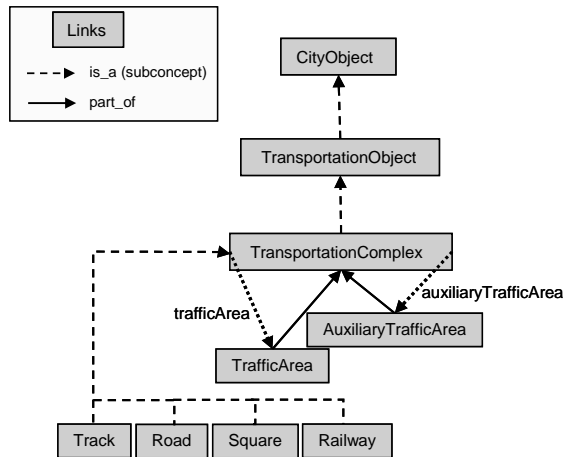 Links
is_a (subconcept)
part_of
CityObject
TransportationObject
TransportationComplex
trafficArea
auxiliaryTrafficArea
AuxiliaryTrafficArea
TrafficArea
Track
Road
Square
Railway